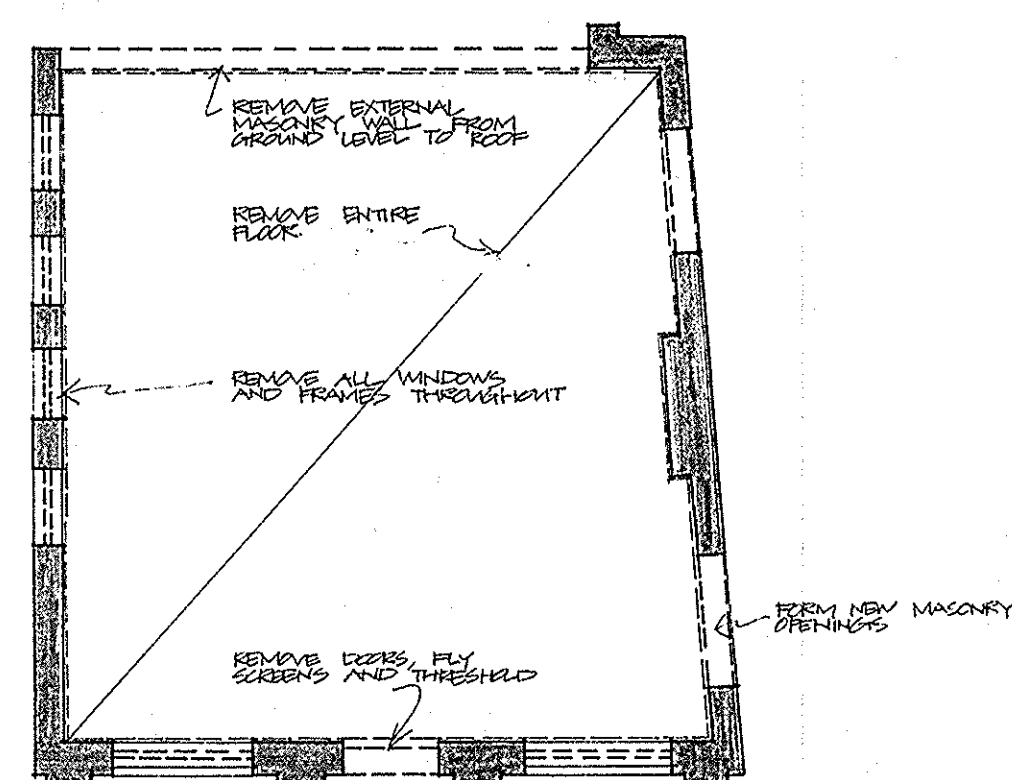 REMOVE EXTERNAL
MASONRY WALL FROM
GROUND LEVEL TO ROOF
REMOVE ENTIRE
FLOOR.
REMOVE ALL WINDOWS
AND FRAMES THROUGHOUT
FORM NEW MASONRY
OPENINGS
REMOVE DOORS, FLY
SCREENS AND THRESHOLD